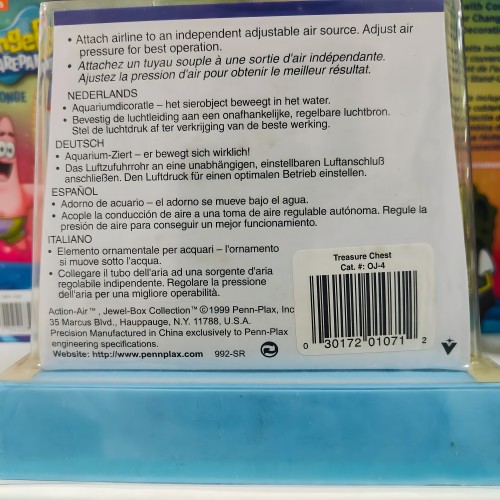 • Attach airline to an independent adjustable air source. Adjust air
pressure for best operation.
• Attachez un tuyau souple à une sortie d'air indépendante.
Ajustez la pression d'air pour obtenir le meilleur résultat.
NEDERLANDS
• Aquariumdicoratle – het sierobject beweegt in het water.
• Bevestig de luchtleiding aan een onafhankelijke, regelbare luchtbron.
Stel de luchtdruk af ter verkrijging van de beste werking.
DEUTSCH
• Aquarium-Ziert – er bewegt sich wirklich!
• Das Luftzufuhrrohr an eine unabhängigen, einstellbaren Luftanschluß
anschließen. Den Luftdruck für einen optimalen Betrieb einstellen.
ESPAÑOL
• Adorno de acuario – el adorno se mueve bajo el agua.
• Acople la conducción de aire a una toma de aire regulable autónoma. Regule la
presión de aire para conseguir un mejor funcionamiento.
ITALIANO
• Elemento ornamentale per acquari – l'ornamento
si muove sotto l'acqua.
• Collegare il tubo dell'aria ad una sorgente d'aria
regolabile indipendente. Regolare la pressione
dell'aria per una migliore operabilità.
Action-Air™, Jewel-Box Collection™ ©1999 Penn-Plax, Inc
35 Marcus Blvd., Hauppauge, N.Y. 11788, U.S.A.
Precision Manufactured in China exclusively to Penn-Plax
engineering specifications.
Website: http://www.pennplax.com 992-SR
Treasure Chest
Cat. #: OJ-4
0 30172 01071 2